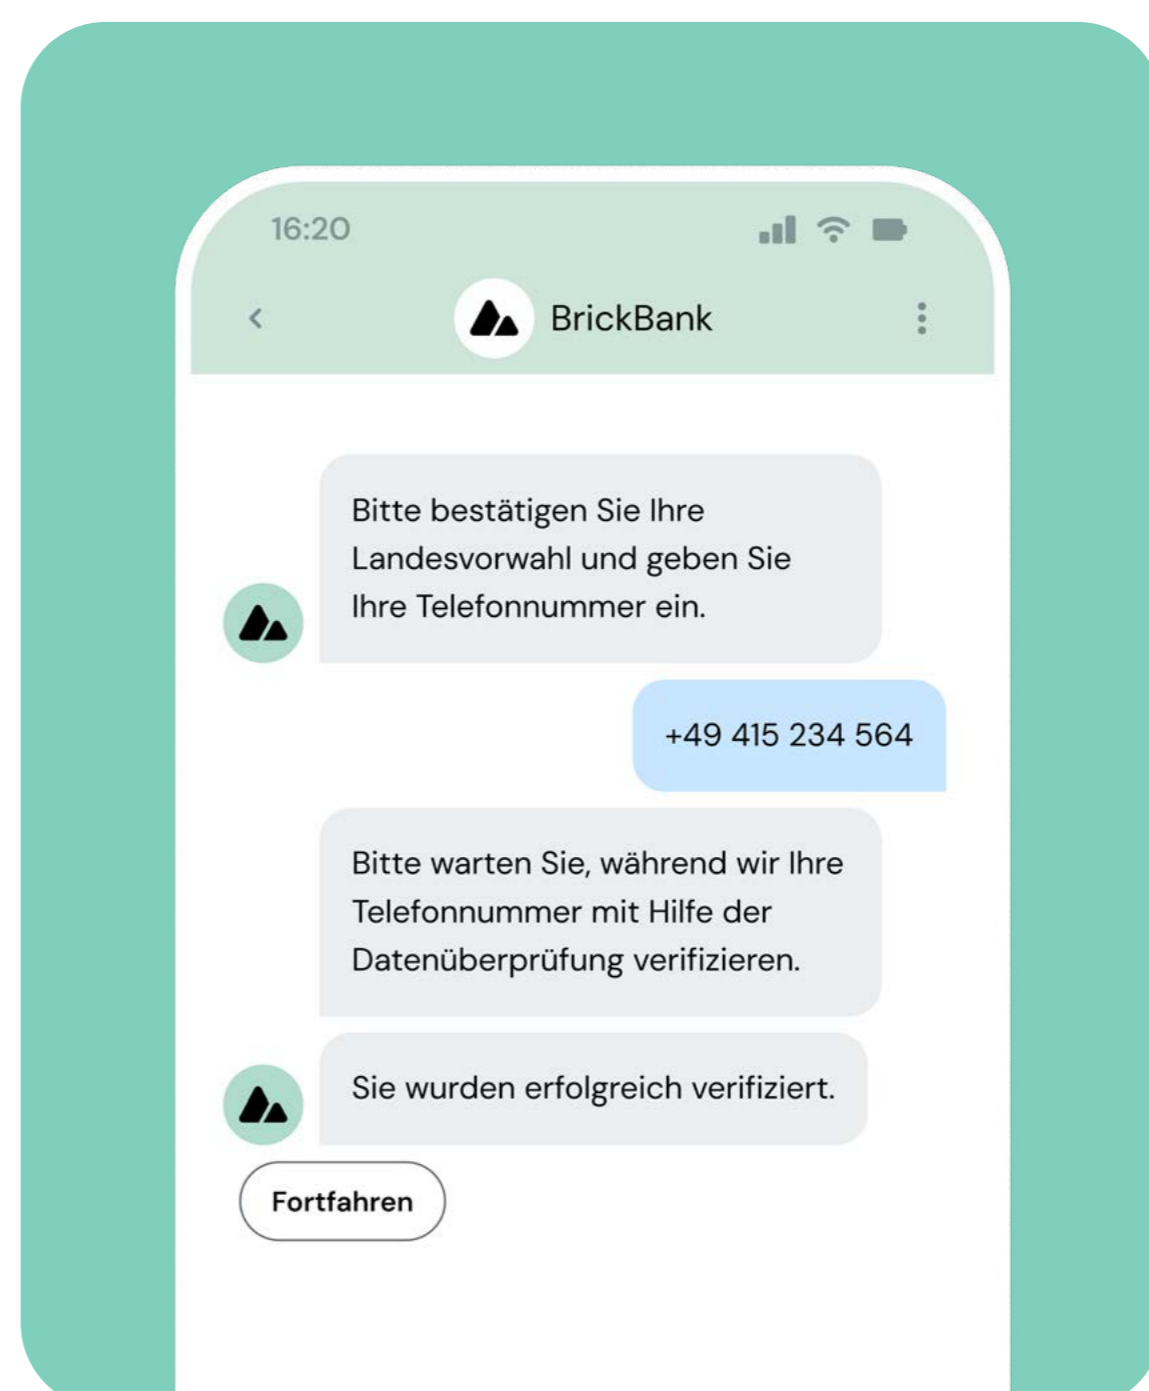 16:20
BrickBank
Bitte bestätigen Sie Ihre
Landesvorwahl und geben Sie
Ihre Telefonnummer ein.
+49 415 234 564
Bitte warten Sie, während wir Ihre
Telefonnummer mit Hilfe der
Datenüberprüfung verifizieren.
Sie wurden erfolgreich verifiziert.
Fortfahren